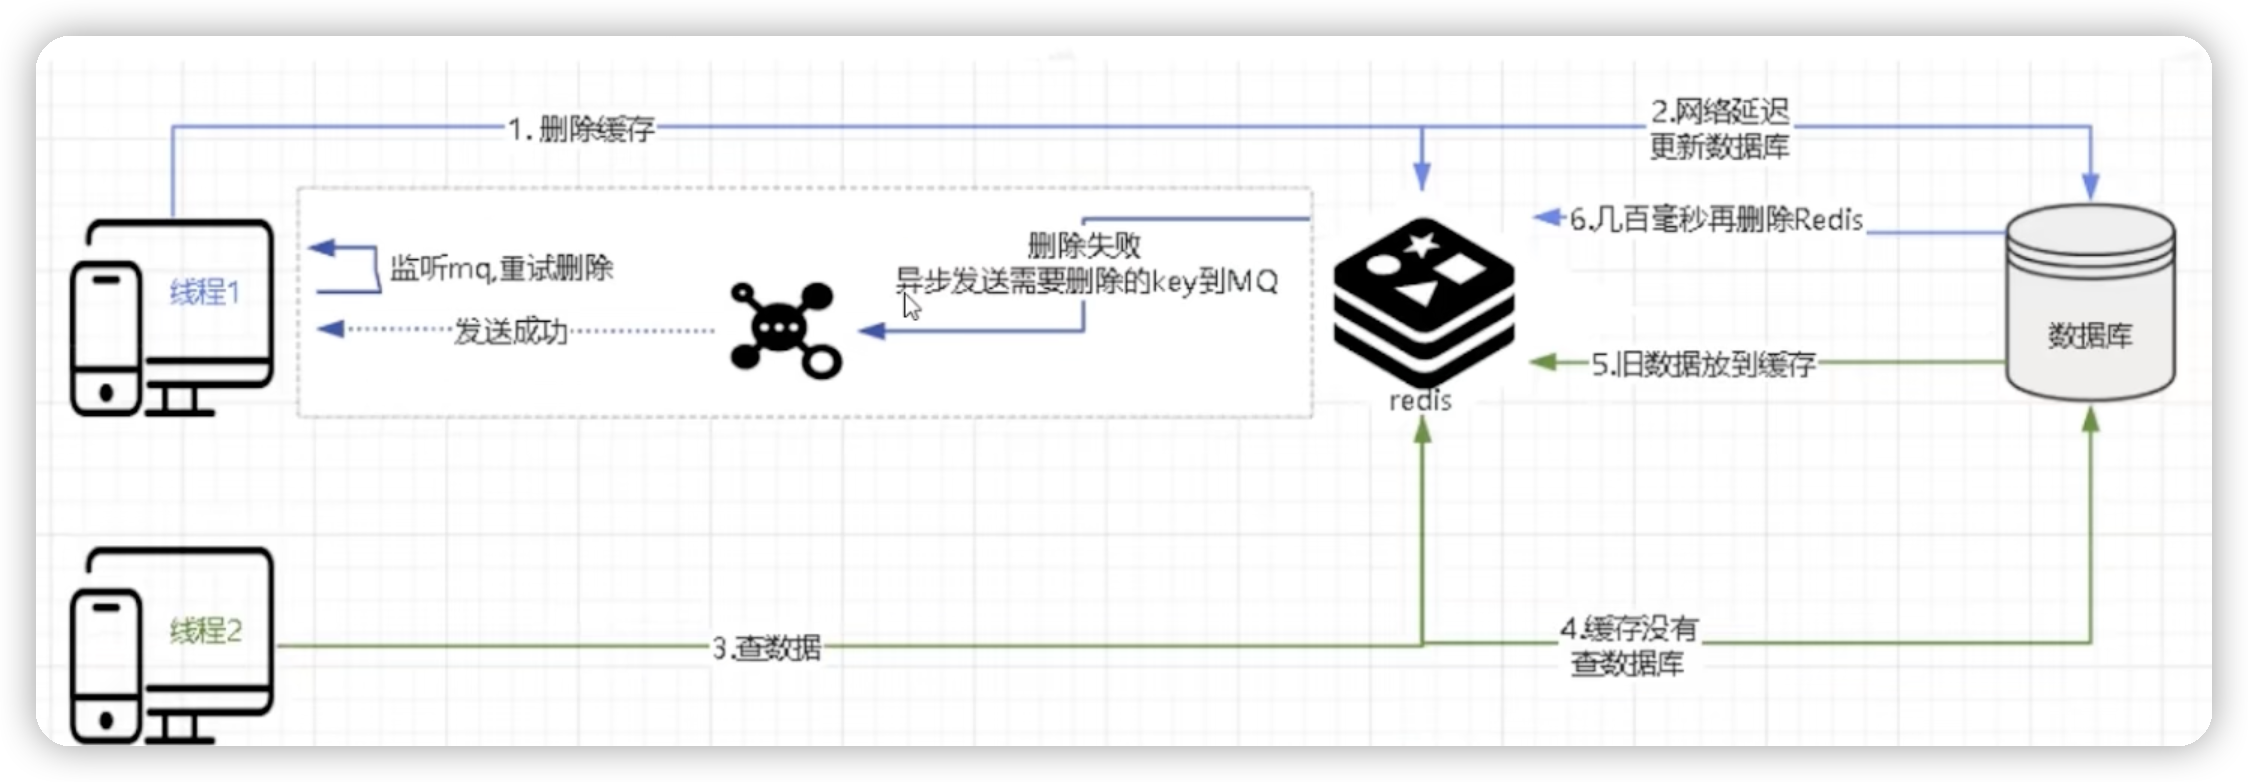 1.删除缓存
2.网络延迟
更新数据库
6.几百毫秒再删除Redis
删除失败
异步发送需要删除的key到MQ
监听mq,重试删除
线程1
发送成功
数据库
5.旧数据放到缓存
redis
线程2
3.查数据
4.缓存没有
查数据库